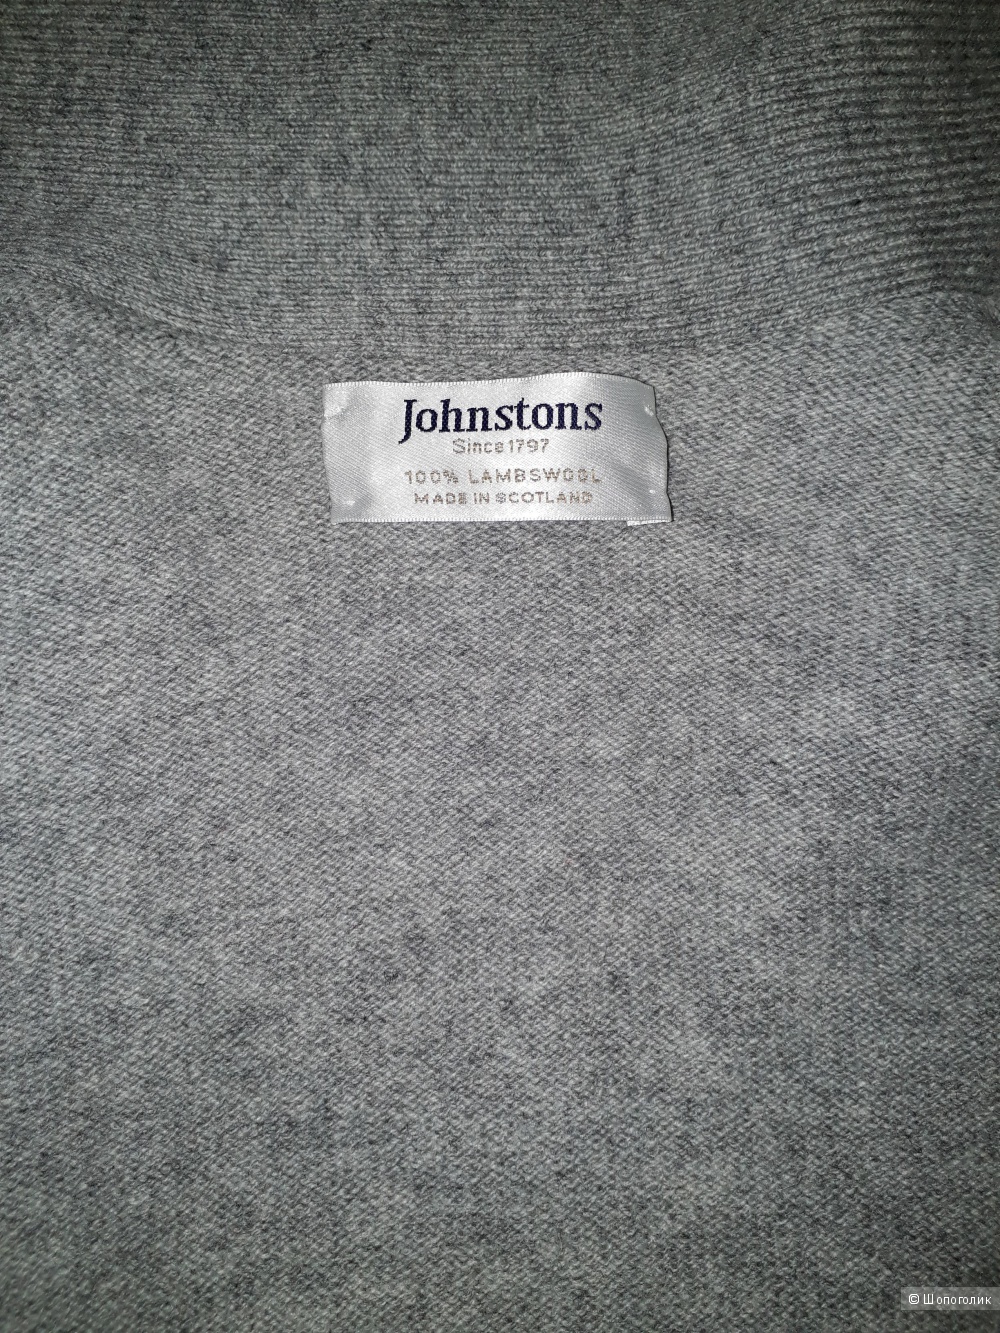 Johnstons
Since 1797
100% LAMBSWOOL
MADE IN SCOTLAND
© Шопоголик